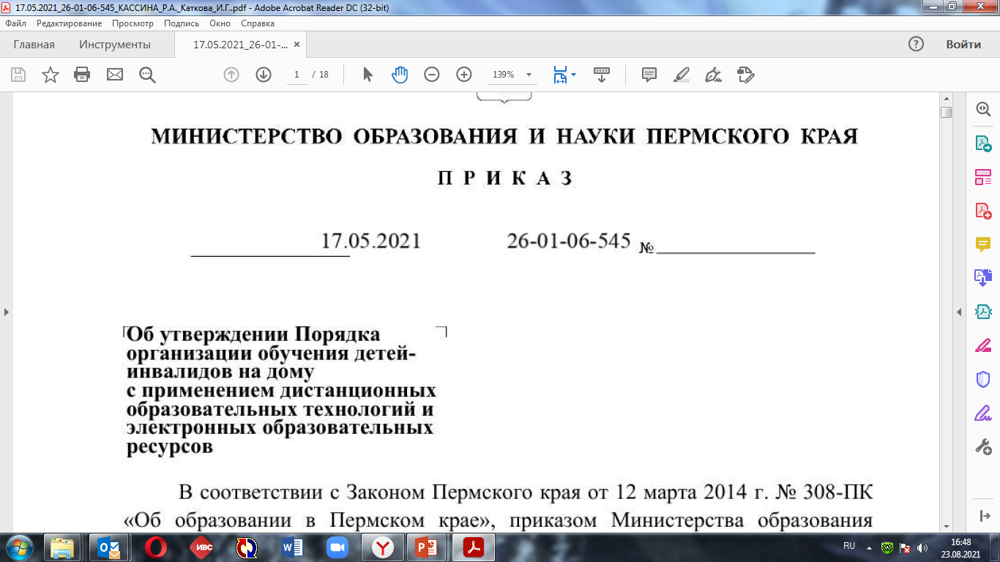 17.05.2021_26-01-06-545_КАССИНА_Р.А._Каткова_И.Г..pdf - Adobe Acrobat Reader DC (32-bit)
Файл Редактирование Просмотр Подпись Окно Справка
Главная Инструменты 17.05.2021_26-01-... × Войти
1 / 18 139%
МИНИСТЕРСТВО ОБРАЗОВАНИЯ И НАУКИ ПЕРМСКОГО КРАЯ
П Р И К А З
17.05.2021 26-01-06-545 №
Об утверждении Порядка
организации обучения детей-
инвалидов на дому
с применением дистанционных
образовательных технологий и
электронных образовательных
ресурсов
В соответствии с Законом Пермского края от 12 марта 2014 г. № 308-ПК
«Об образовании в Пермском крае», приказом Министерства образования
ИВС
RU 16:48
23.08.2021